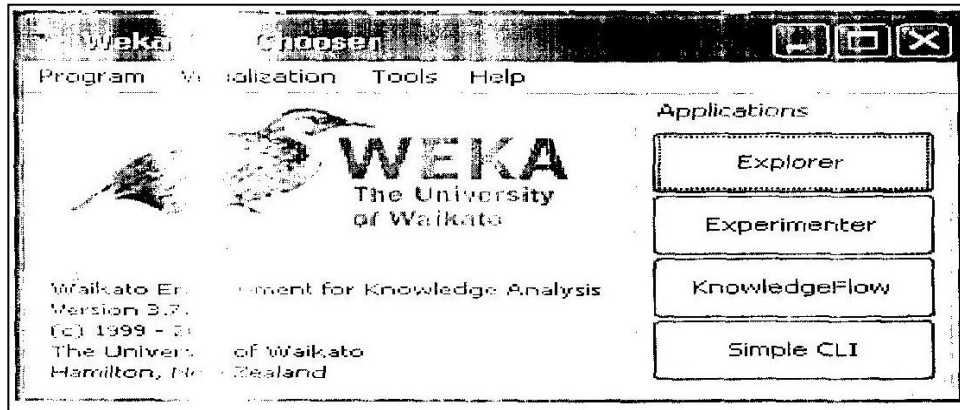 Weka Chooser
Program Visualization Tools Help
Applications
WEKA
The University
of Waikato
Explorer
Experimenter
KnowledgeFlow
Simple CLI
Waikato Environment for Knowledge Analysis
Version 3.7.
(c) 1999 -
The University of Waikato
Hamilton, New Zealand